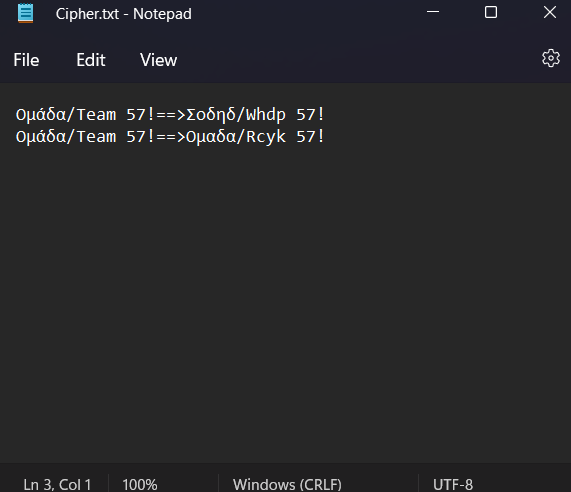 Cipher.txt - Notepad
File Edit View
Ομάδα/Team 57!==>Σοδηδ/Whdp 57!
Ομάδα/Team 57!==>Ομαδα/Rcyk 57!
Ln 3, Col 1 100% Windows (CRLF) UTF-8